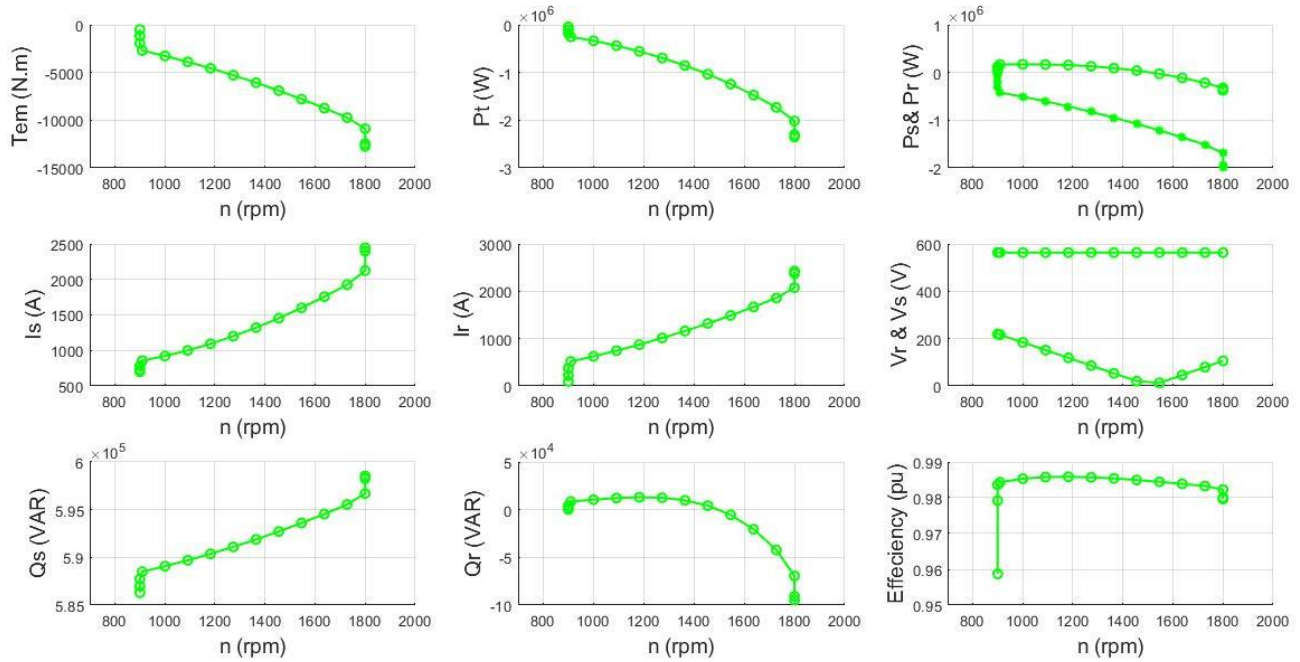 Tem (N.m)
0
-5000
-10000
-15000
800 1000 1200 1400 1600 1800 2000
n (rpm)
Pt (W)
×10^6
0
-1
-2
-3
800 1000 1200 1400 1600 1800 2000
n (rpm)
Ps& Pr (W)
×10^6
1
0
-1
-2
800 1000 1200 1400 1600 1800 2000
n (rpm)
Is (A)
2500
2000
1500
1000
500
800 1000 1200 1400 1600 1800 2000
n (rpm)
Ir (A)
3000
2000
1000
0
800 1000 1200 1400 1600 1800 2000
n (rpm)
Vr & Vs (V)
600
400
200
0
800 1000 1200 1400 1600 1800 2000
n (rpm)
Qs (VAR)
×10^5
6
5.95
5.9
5.85
800 1000 1200 1400 1600 1800 2000
n (rpm)
Qr (VAR)
×10^4
5
0
-5
-10
800 1000 1200 1400 1600 1800 2000
n (rpm)
Effeciency (pu)
0.99
0.98
0.97
0.96
0.95
800 1000 1200 1400 1600 1800 2000
n (rpm)